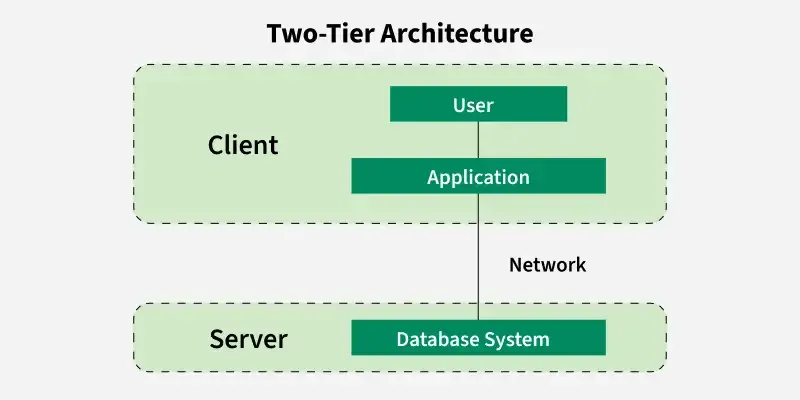 Two-Tier Architecture
User
Client
Application
Network
Server
Database System